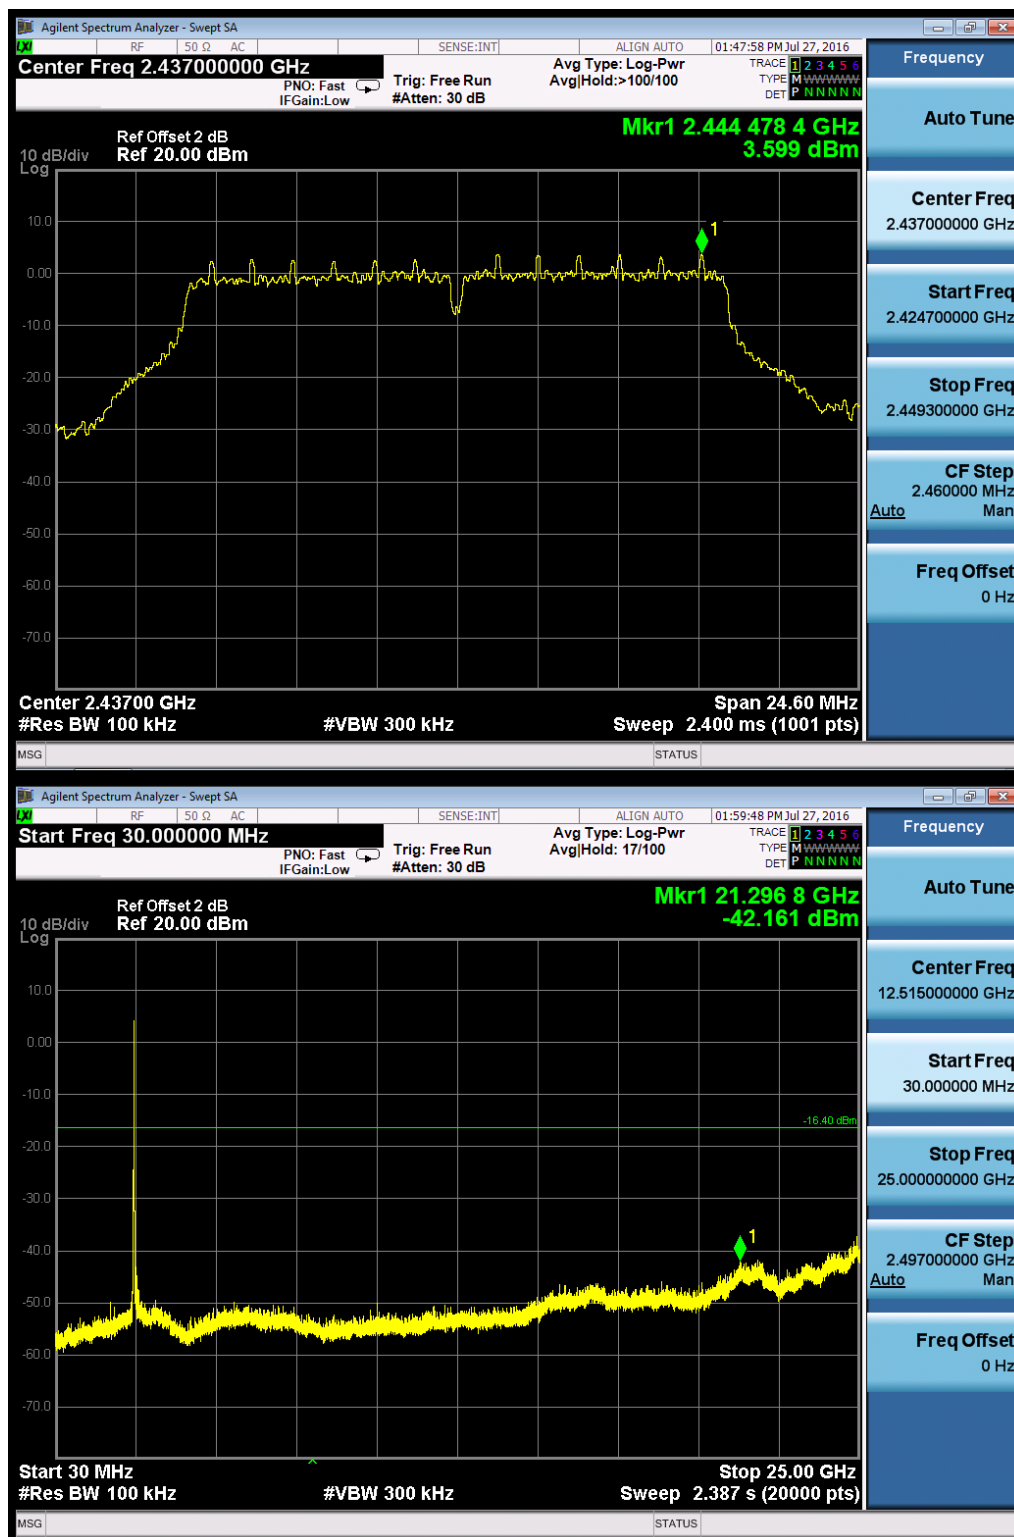 Agilent Spectrum Analyzer - Swept SA
LXI RF 50 Ω AC SENSE:INT ALIGN AUTO 01:47:58 PM Jul 27, 2016
Center Freq 2.437000000 GHz
PNO: Fast
IFGain:Low
Trig: Free Run
#Atten: 30 dB
Avg Type: Log-Pwr
Avg|Hold:>100/100
TRACE 1 2 3 4 5 6
TYPE M WWWWW
DET P N N N N N
Mkr1 2.444 478 4 GHz
3.599 dBm
Ref Offset 2 dB
10 dB/div Ref 20.00 dBm
Log
10.0
0.00
-10.0
-20.0
-30.0
-40.0
-50.0
-60.0
-70.0
1
Center 2.43700 GHz Span 24.60 MHz
#Res BW 100 kHz #VBW 300 kHz Sweep 2.400 ms (1001 pts)
MSG STATUS
Frequency
Auto Tune
Center Freq
2.437000000 GHz
Start Freq
2.424700000 GHz
Stop Freq
2.449300000 GHz
CF Step
2.460000 MHz
Auto Man
Freq Offset
0 Hz
Agilent Spectrum Analyzer - Swept SA
LXI RF 50 Ω AC SENSE:INT ALIGN AUTO 01:59:48 PM Jul 27, 2016
Start Freq 30.000000 MHz
PNO: Fast
IFGain:Low
Trig: Free Run
#Atten: 30 dB
Avg Type: Log-Pwr
Avg|Hold: 17/100
TRACE 1 2 3 4 5 6
TYPE M WWWWW
DET P N N N N N
Mkr1 21.296 8 GHz
-42.161 dBm
Ref Offset 2 dB
10 dB/div Ref 20.00 dBm
Log
10.0
0.00
-10.0
-20.0
-30.0
-40.0
-50.0
-60.0
-70.0
-16.40 dBm
1
Start 30 MHz Stop 25.00 GHz
#Res BW 100 kHz #VBW 300 kHz Sweep 2.387 s (20000 pts)
MSG STATUS
Frequency
Auto Tune
Center Freq
12.515000000 GHz
Start Freq
30.000000 MHz
Stop Freq
25.000000000 GHz
CF Step
2.497000000 GHz
Auto Man
Freq Offset
0 Hz